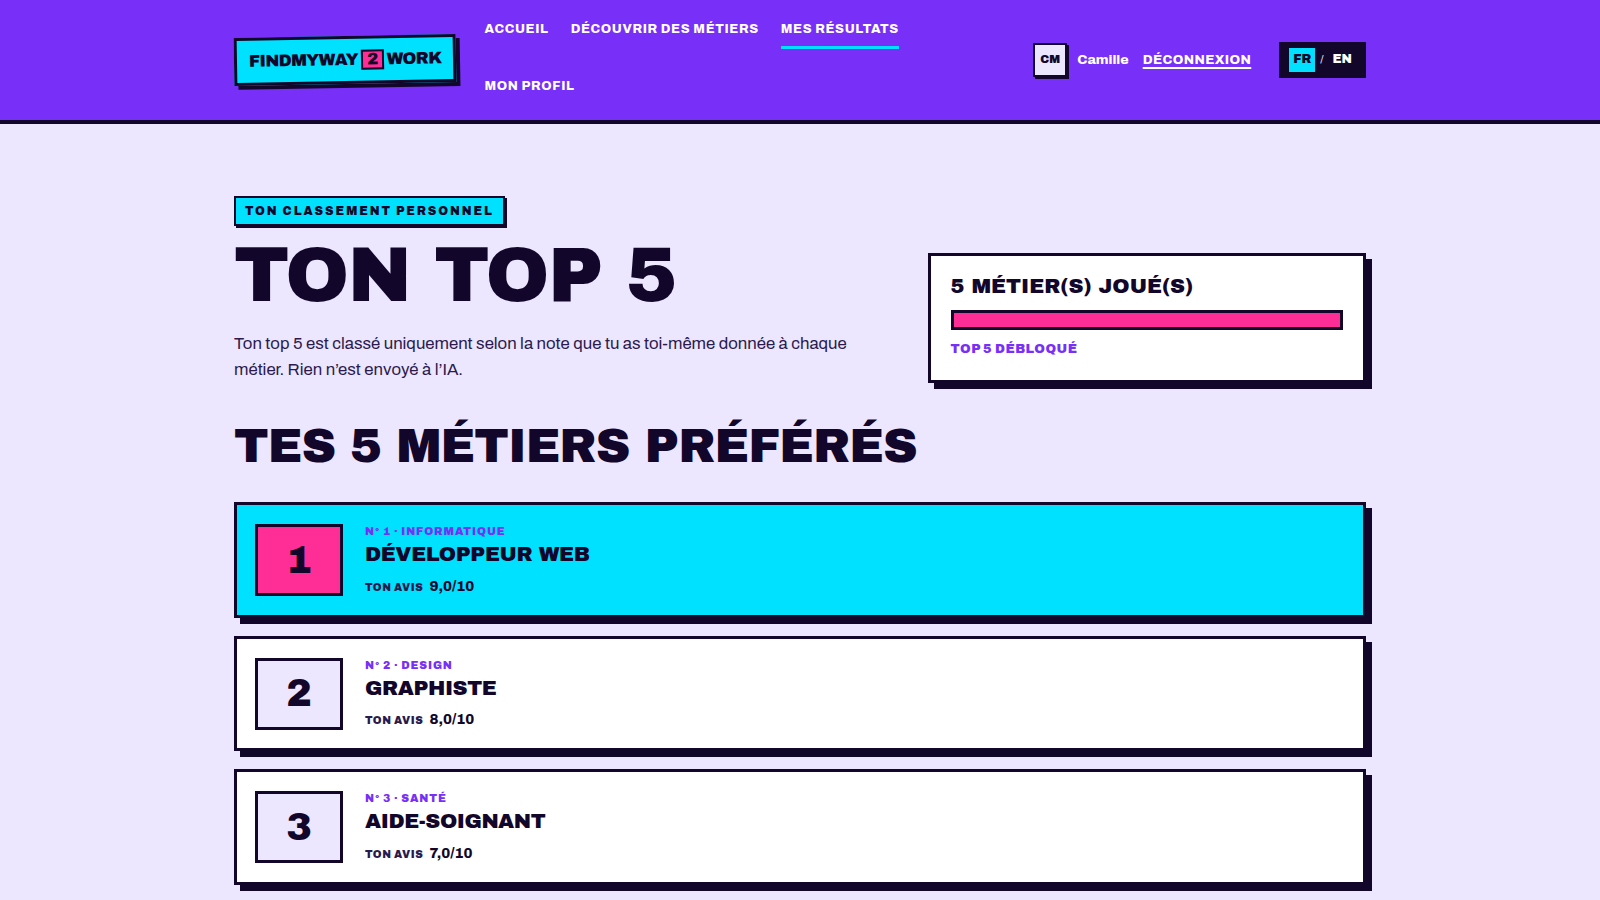 FINDMYWAY 2 WORK
ACCUEIL
DÉCOUVRIR DES MÉTIERS
MES RÉSULTATS
MON PROFIL
CM
Camille
DÉCONNEXION
FR / EN
TON CLASSEMENT PERSONNEL
TON TOP 5
Ton top 5 est classé uniquement selon la note que tu as toi-même donnée à chaque
métier. Rien n’est envoyé à l’IA.
5 MÉTIER(S) JOUÉ(S)
TOP 5 DÉBLOQUÉ
TES 5 MÉTIERS PRÉFÉRÉS
1
N° 1 · INFORMATIQUE
DÉVELOPPEUR WEB
TON AVIS 9,0/10
2
N° 2 · DESIGN
GRAPHISTE
TON AVIS 8,0/10
3
N° 3 · SANTÉ
AIDE-SOIGNANT
TON AVIS 7,0/10